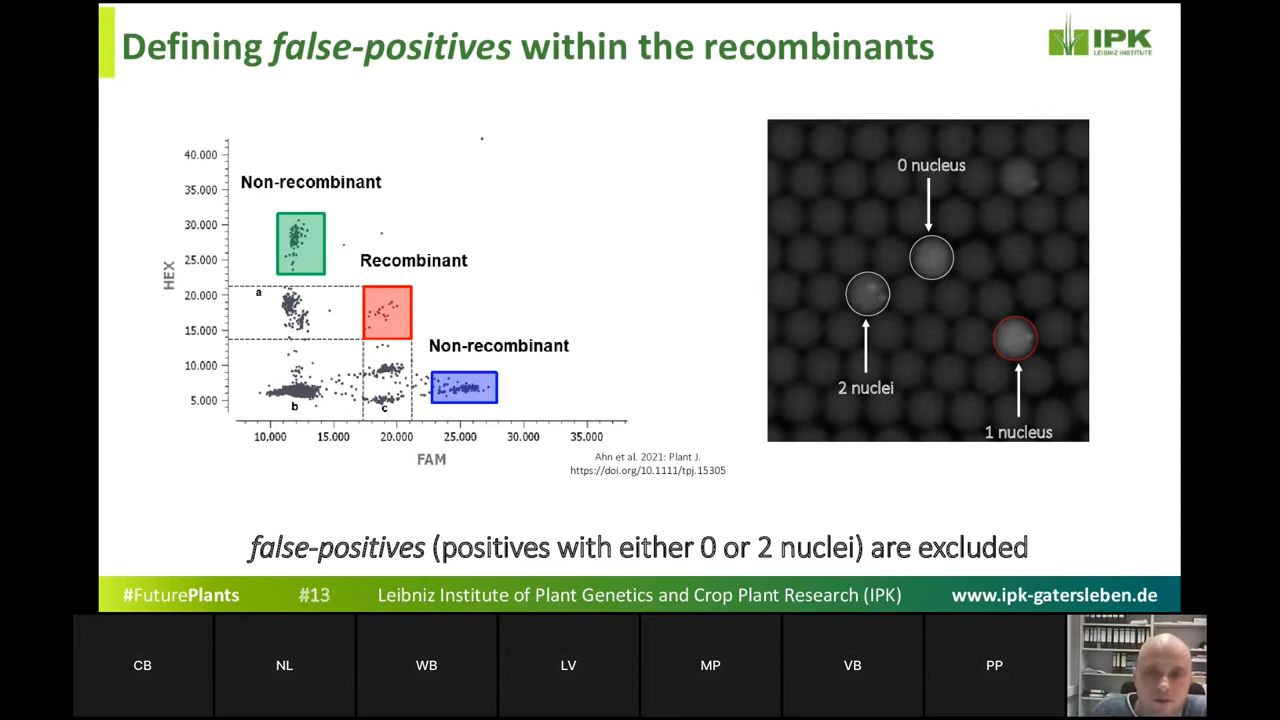 Defining false-positives within the recombinants
IPK
LEIBNIZ INSTITUTE
40.000
35.000
30.000
25.000
20.000
15.000
10.000
5.000
HEX
Non-recombinant
Recombinant
Non-recombinant
a
b
c
10.000
15.000
20.000
25.000
30.000
35.000
FAM
Ahn et al. 2021: Plant J.
https://doi.org/10.1111/tpj.15305
0 nucleus
2 nuclei
1 nucleus
false-positives (positives with either 0 or 2 nuclei) are excluded
#FuturePlants
#13
Leibniz Institute of Plant Genetics and Crop Plant Research (IPK)
www.ipk-gatersleben.de
CB
NL
WB
LV
MP
VB
PP